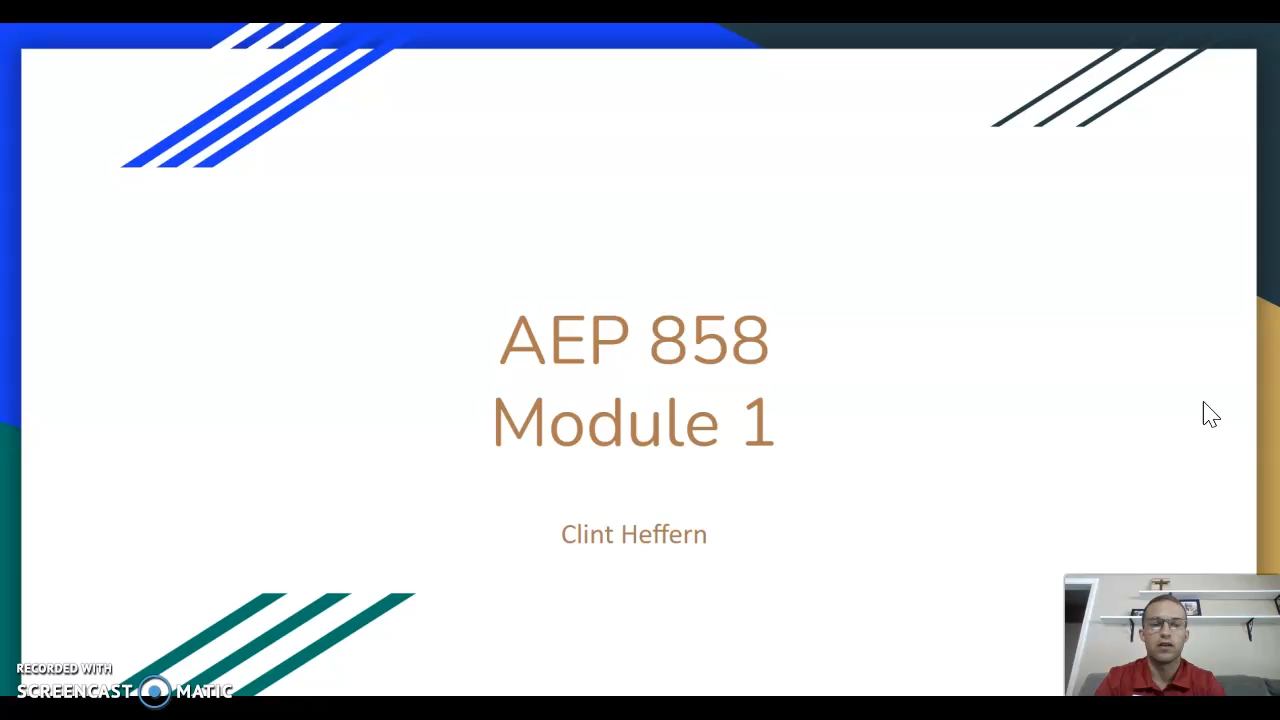 AEP 858
Module 1
Clint Heffern
RECORDED WITH
SCREENCAST MATIC